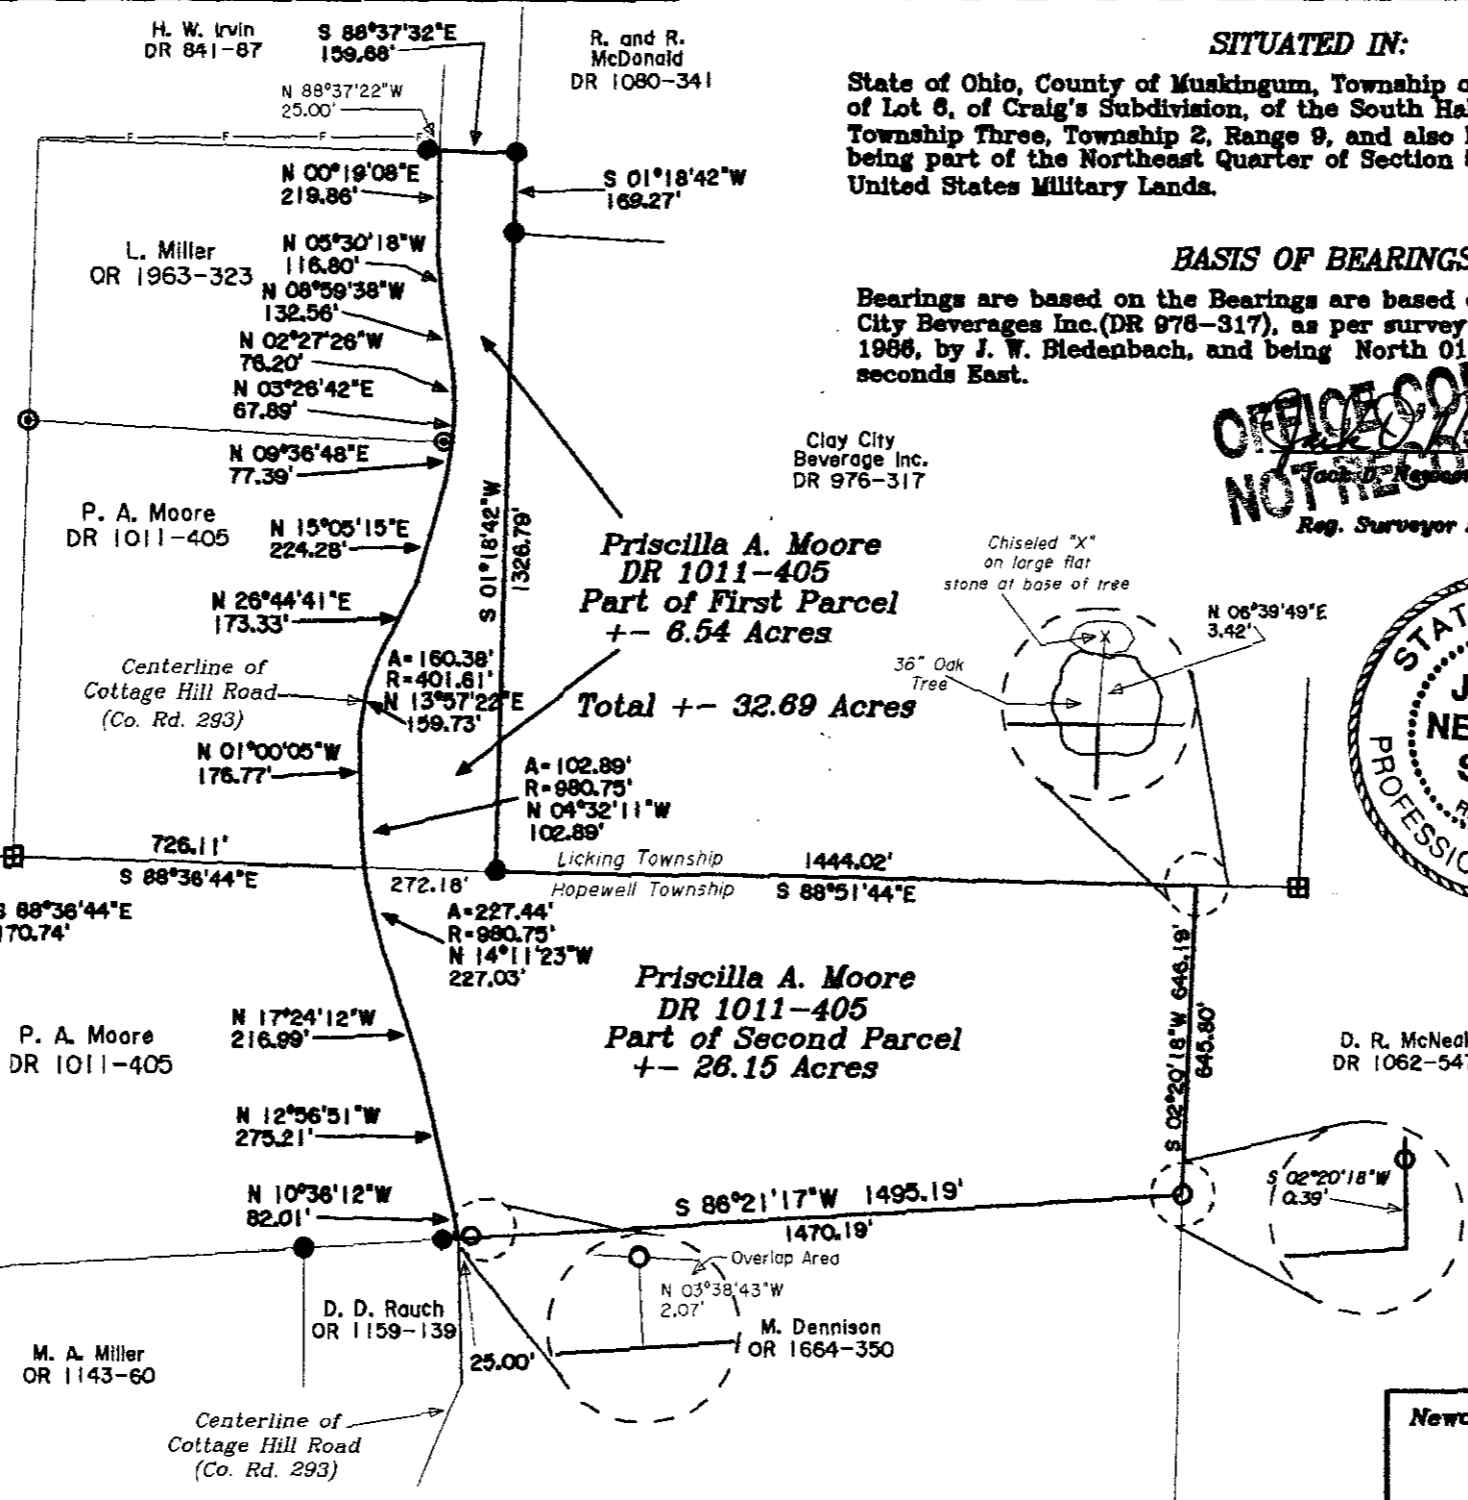 H. W. Irvin
DR 841-87
S 88°37'32"E
159.68'
R. and R.
McDonald
DR 1080-341
N 88°37'22"W
25.00'
SITUATED IN:
State of Ohio, County of Muskingum, Township
of Lot 6, of Craig's Subdivision, of the South
Township Three, Township 2, Range 9, and also
being part of the Northeast Quarter of Section
United States Military Lands.
N 00°19'08"E
219.86'
S 01°18'42"W
169.27'
L. Miller
OR 1963-323
N 05°30'18"W
116.80'
N 08°59'38"W
132.56'
N 02°27'26"W
76.20'
N 03°26'42"E
67.89'
BASIS OF BEARINGS
Bearings are based on the Bearings are based
City Beverages Inc.(DR 976-317), as per survey
1986, by J. W. Biedenbach, and being North 01
seconds East.
OFFICE
NOT
Jack D.
Reg. Surveyor
Clay City
Beverage Inc.
DR 976-317
N 09°36'48"E
77.39'
P. A. Moore
DR 1011-405
N 15°05'15"E
224.28'
N 26°44'41"E
173.33'
S 01°18'42"W
1326.79'
Priscilla A. Moore
DR 1011-405
Part of First Parcel
+- 6.54 Acres
Total +- 32.69 Acres
Chiseled "X"
on large flat
stone at base of tree
X
N 06°39'49"E
3.42'
36" Oak
Tree
PROFESSIO
Centerline of
Cottage Hill Road
(Co. Rd. 293)
A=160.38'
R=401.61'
N 13°57'22"E
159.73'
N 01°00'05"W
176.77'
A=102.89'
R=980.75'
N 04°32'11"W
102.89'
726.11'
S 88°36'44"E
272.18'
Licking Township
Hopewell Township
1444.02'
S 88°51'44"E
S 88°36'44"E
170.74'
A=227.44'
R=980.75'
N 14°11'23"W
227.03'
Priscilla A. Moore
DR 1011-405
Part of Second Parcel
+- 26.15 Acres
S 02°20'18"W 646.19'
645.80'
P. A. Moore
DR 1011-405
N 17°24'12"W
216.99'
D. R. McNeal
DR 1062-547
N 12°56'51"W
275.21'
N 10°36'12"W
82.01'
S 86°21'17"W 1495.19'
1470.19'
S 02°20'18"W
0.39'
Overlap Area
N 03°38'43"W
2.07'
M. Dennison
OR 1664-350
D. D. Rauch
OR 1159-139
25.00'
M. A. Miller
OR 1143-60
Centerline of
Cottage Hill Road
(Co. Rd. 293)